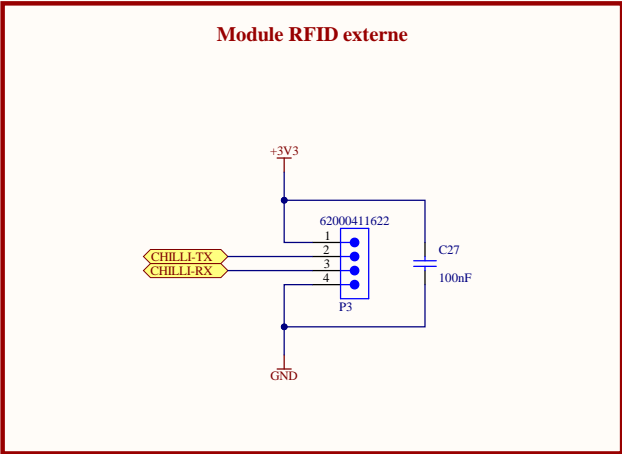 Module RFID externe
+3V3
62000411622
1
2
3
4
CHILLI-TX
CHILLI-RX
C27
100nF
P3
GND